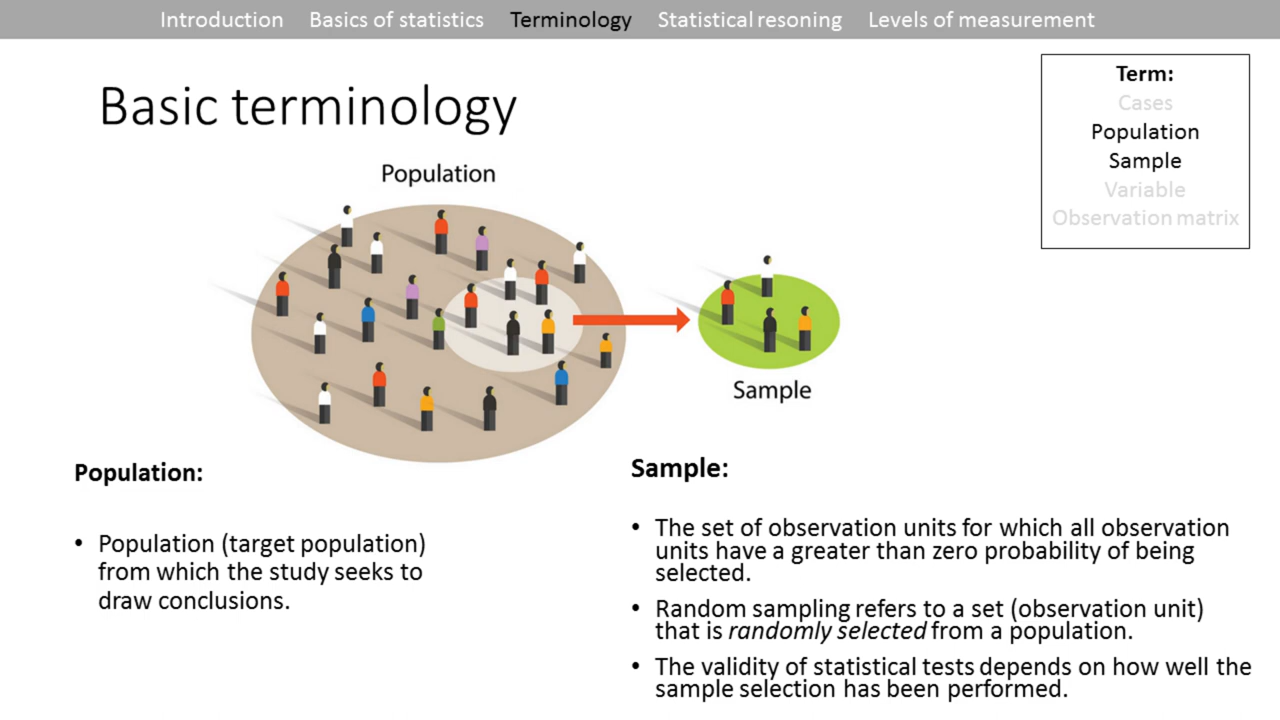 Introduction Basics of statistics Terminology Statistical resoning Levels of measurement
Basic terminology
Term:
Cases
Population
Sample
Variable
Observation matrix
Population
Sample
Population:
• Population (target population)
from which the study seeks to
draw conclusions.
Sample:
• The set of observation units for which all observation
units have a greater than zero probability of being
selected.
• Random sampling refers to a set (observation unit)
that is randomly selected from a population.
• The validity of statistical tests depends on how well the
sample selection has been performed.